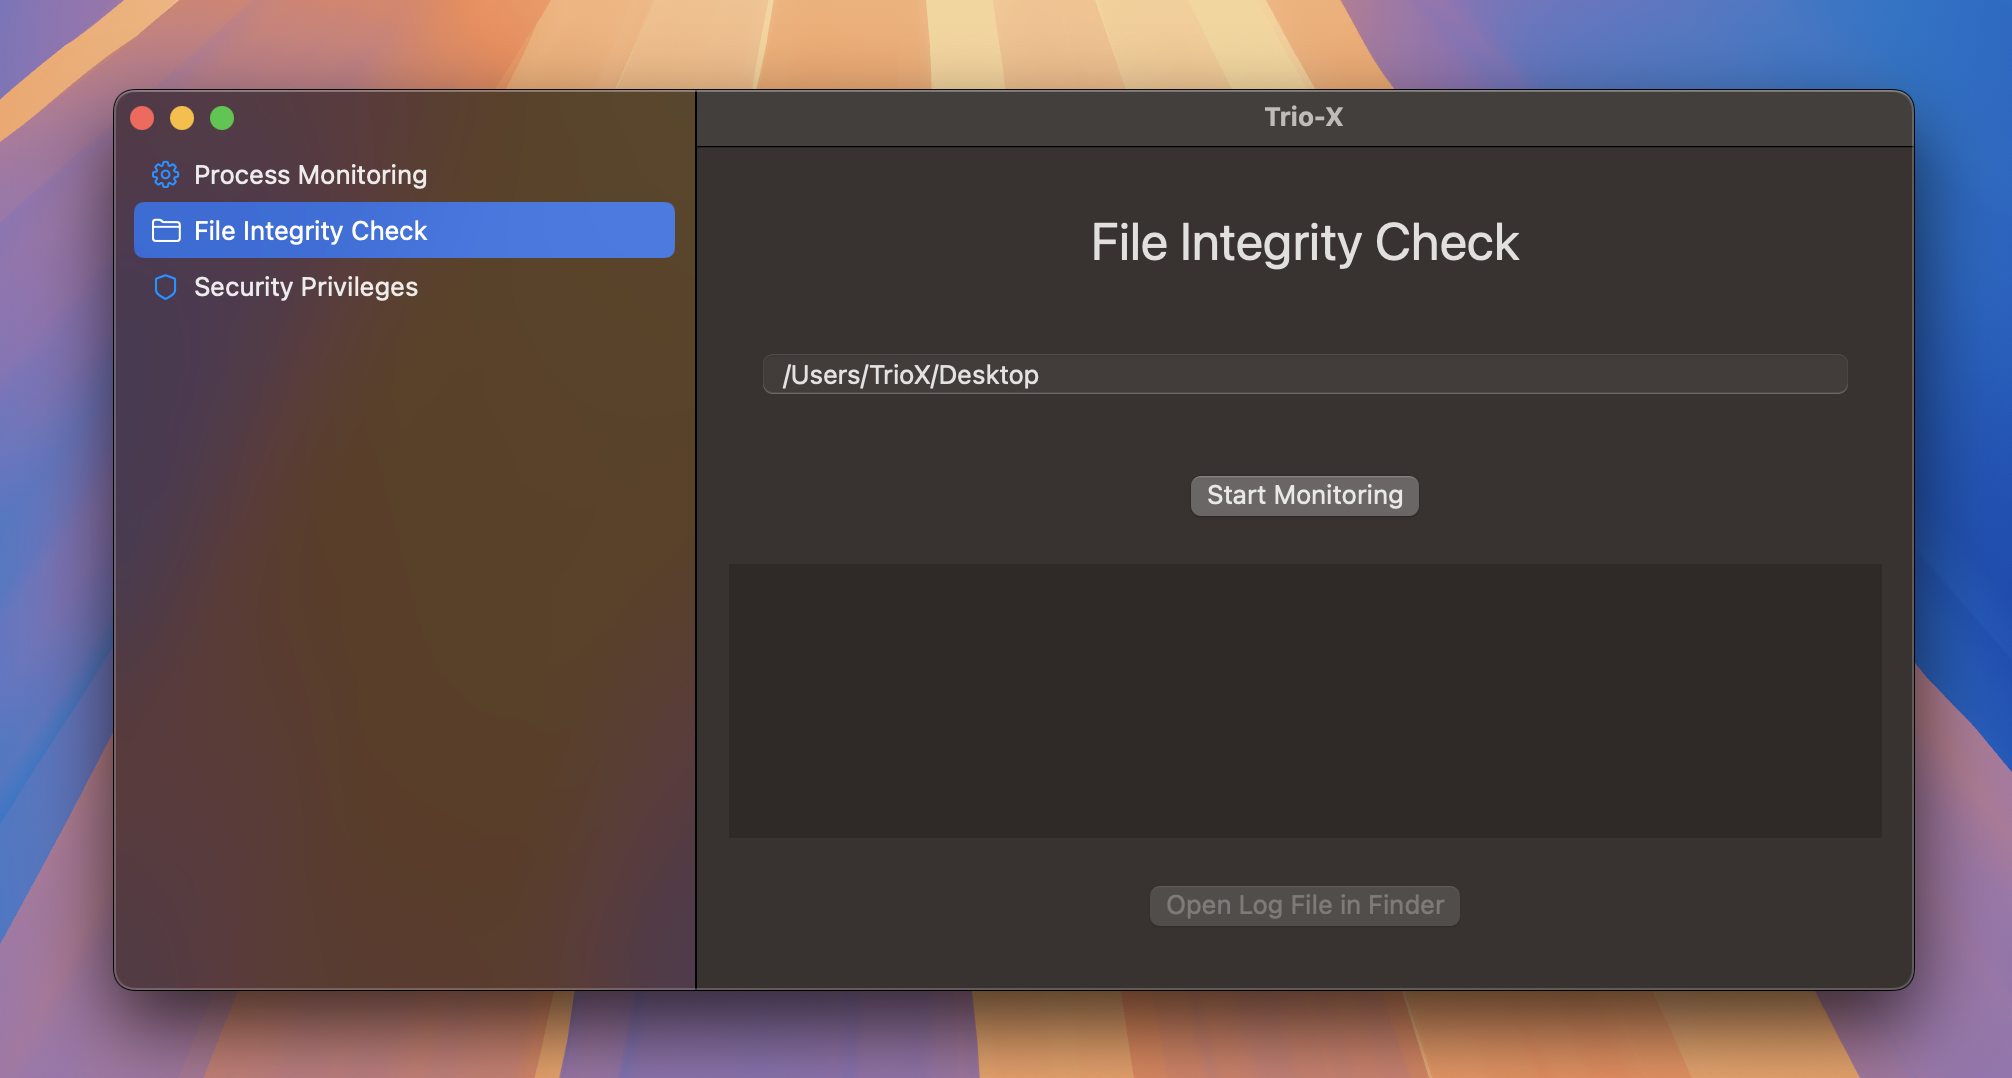 Trio-X
Process Monitoring
File Integrity Check
Security Privileges
File Integrity Check
/Users/TrioX/Desktop
Start Monitoring
Open Log File in Finder